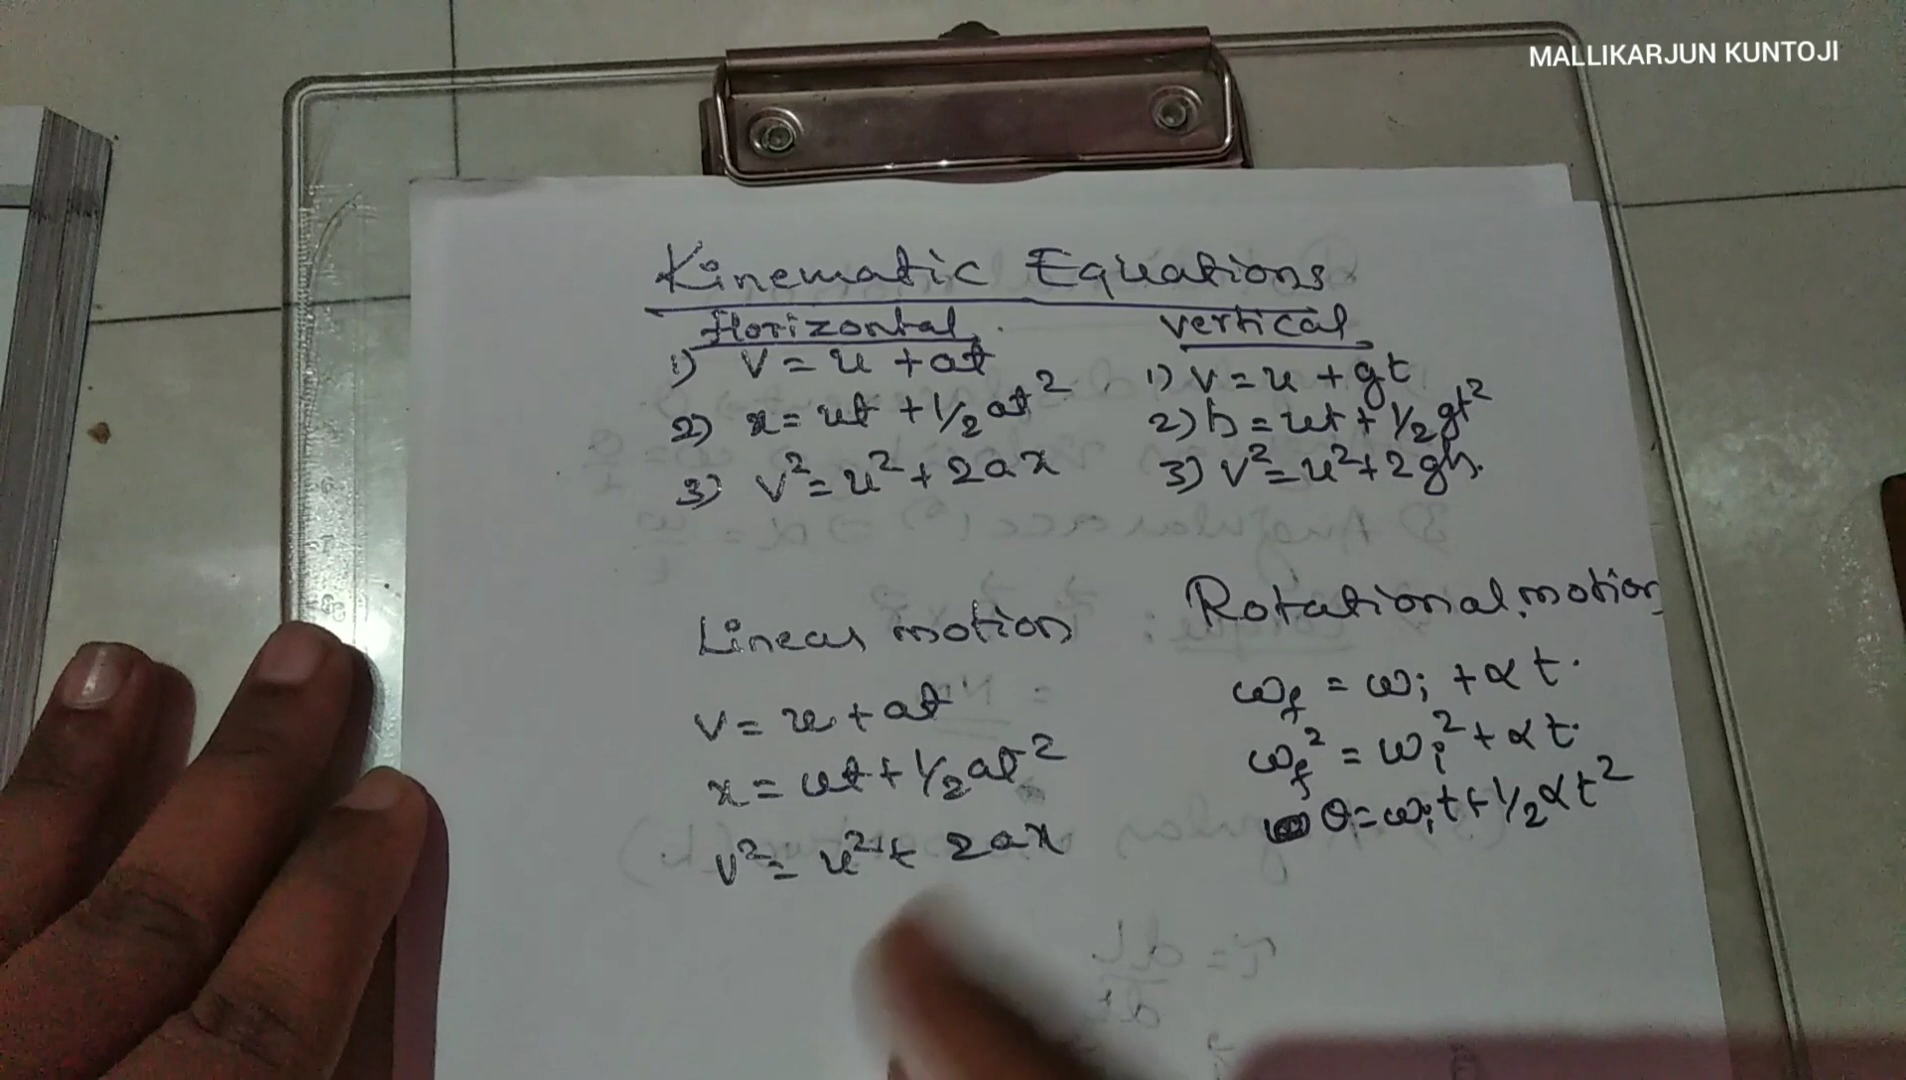 MALLIKARJUN KUNTOJI
Kinematic Equations
Horizontal
1) v = u + at
2) x = ut + 1/2 at²
3) v² = u² + 2ax
vertical
1) v = u + gt
2) h = ut + 1/2 gt²
3) v² = u² + 2gh.
Linear motion
v = u + at
x = ut + 1/2 at²
v² = u² + 2ax
Rotational motion
ωf = ωi + αt.
ωf² = ωi² + αt.
θ = ωit + 1/2 αt²